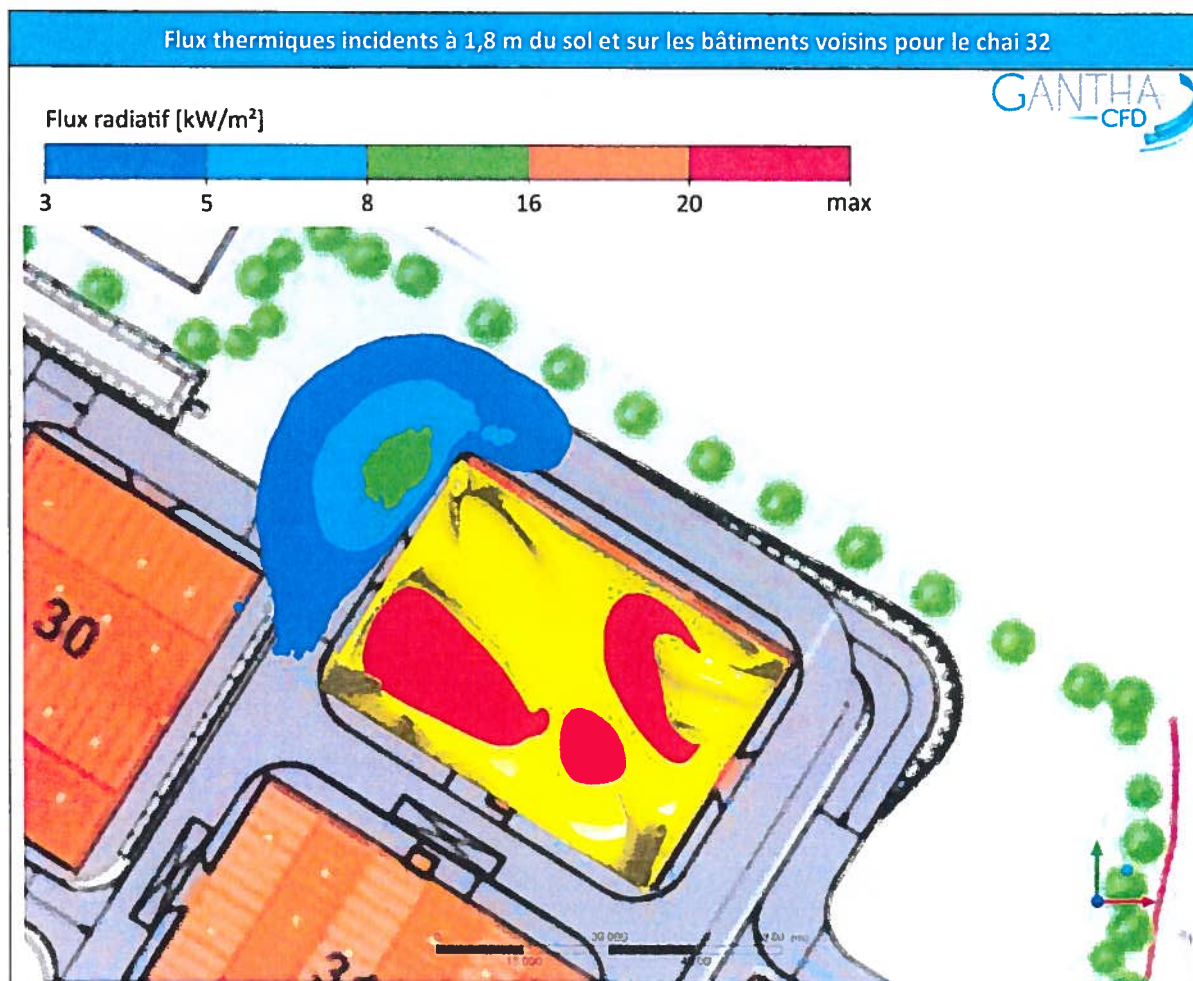 Flux thermiques incidents à 1,8 m du sol et sur les bâtiments voisins pour le chai 32
GANTHA
CFD
Flux radiatif [kW/m²]
3 5 8 16 20 max
30